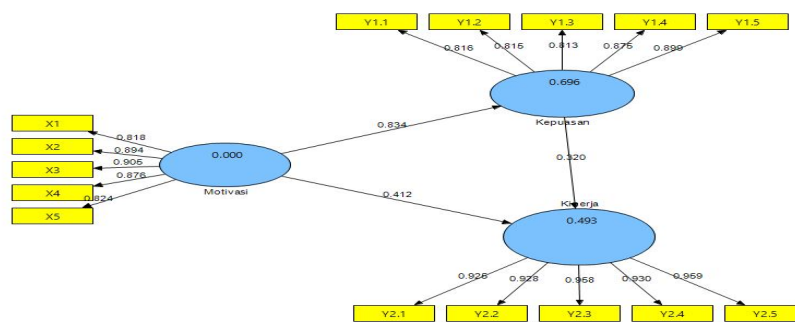 Y1.1 Y1.2 Y1.3 Y1.4 Y1.5
0.816 0.815 0.813 0.875 0.899
0.696
Kepuasan
X1
X2
X3
X4
X5
0.818
0.894
0.905
0.876
0.824
0.000
Motivasi
0.834
0.320
0.412
Kinerja
0.493
0.925 0.928 0.958 0.930 0.959
Y2.1 Y2.2 Y2.3 Y2.4 Y2.5